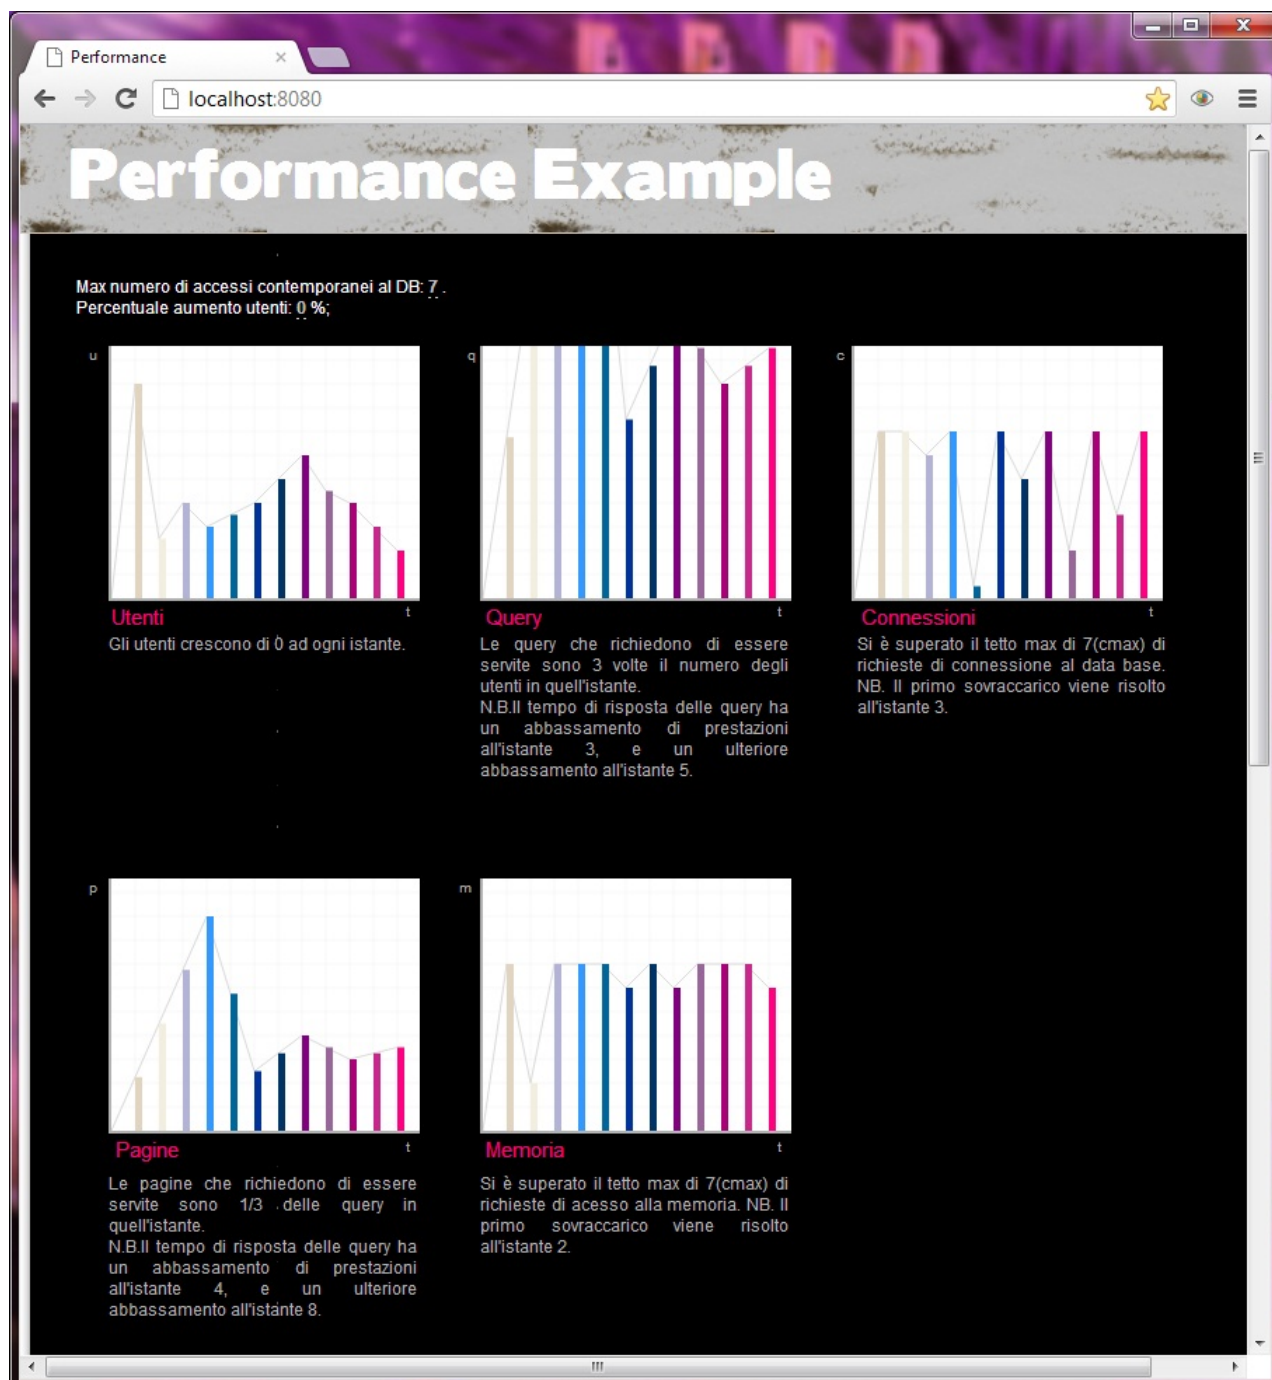 Performance
localhost:8080
Performance Example
Max numero di accessi contemporanei al DB: 7 .
Percentuale aumento utenti: 0 %;
u
t
Utenti
Gli utenti crescono di 0 ad ogni istante.
q
t
Query
Le query che richiedono di essere
servite sono 3 volte il numero degli
utenti in quell'istante.
N.B.Il tempo di risposta delle query ha
un abbassamento di prestazioni
all'istante 3, e un ulteriore
abbassamento all'istante 5.
c
t
Connessioni
Si è superato il tetto max di 7(cmax) di
richieste di connessione al data base.
NB. Il primo sovraccarico viene risolto
all'istante 3.
p
t
Pagine
Le pagine che richiedono di essere
servite sono 1/3 delle query in
quell'istante.
N.B.Il tempo di risposta delle query ha
un abbassamento di prestazioni
all'istante 4, e un ulteriore
abbassamento all'istante 8.
m
t
Memoria
Si è superato il tetto max di 7(cmax) di
richieste di acesso alla memoria. NB. Il
primo sovraccarico viene risolto
all'istante 2.